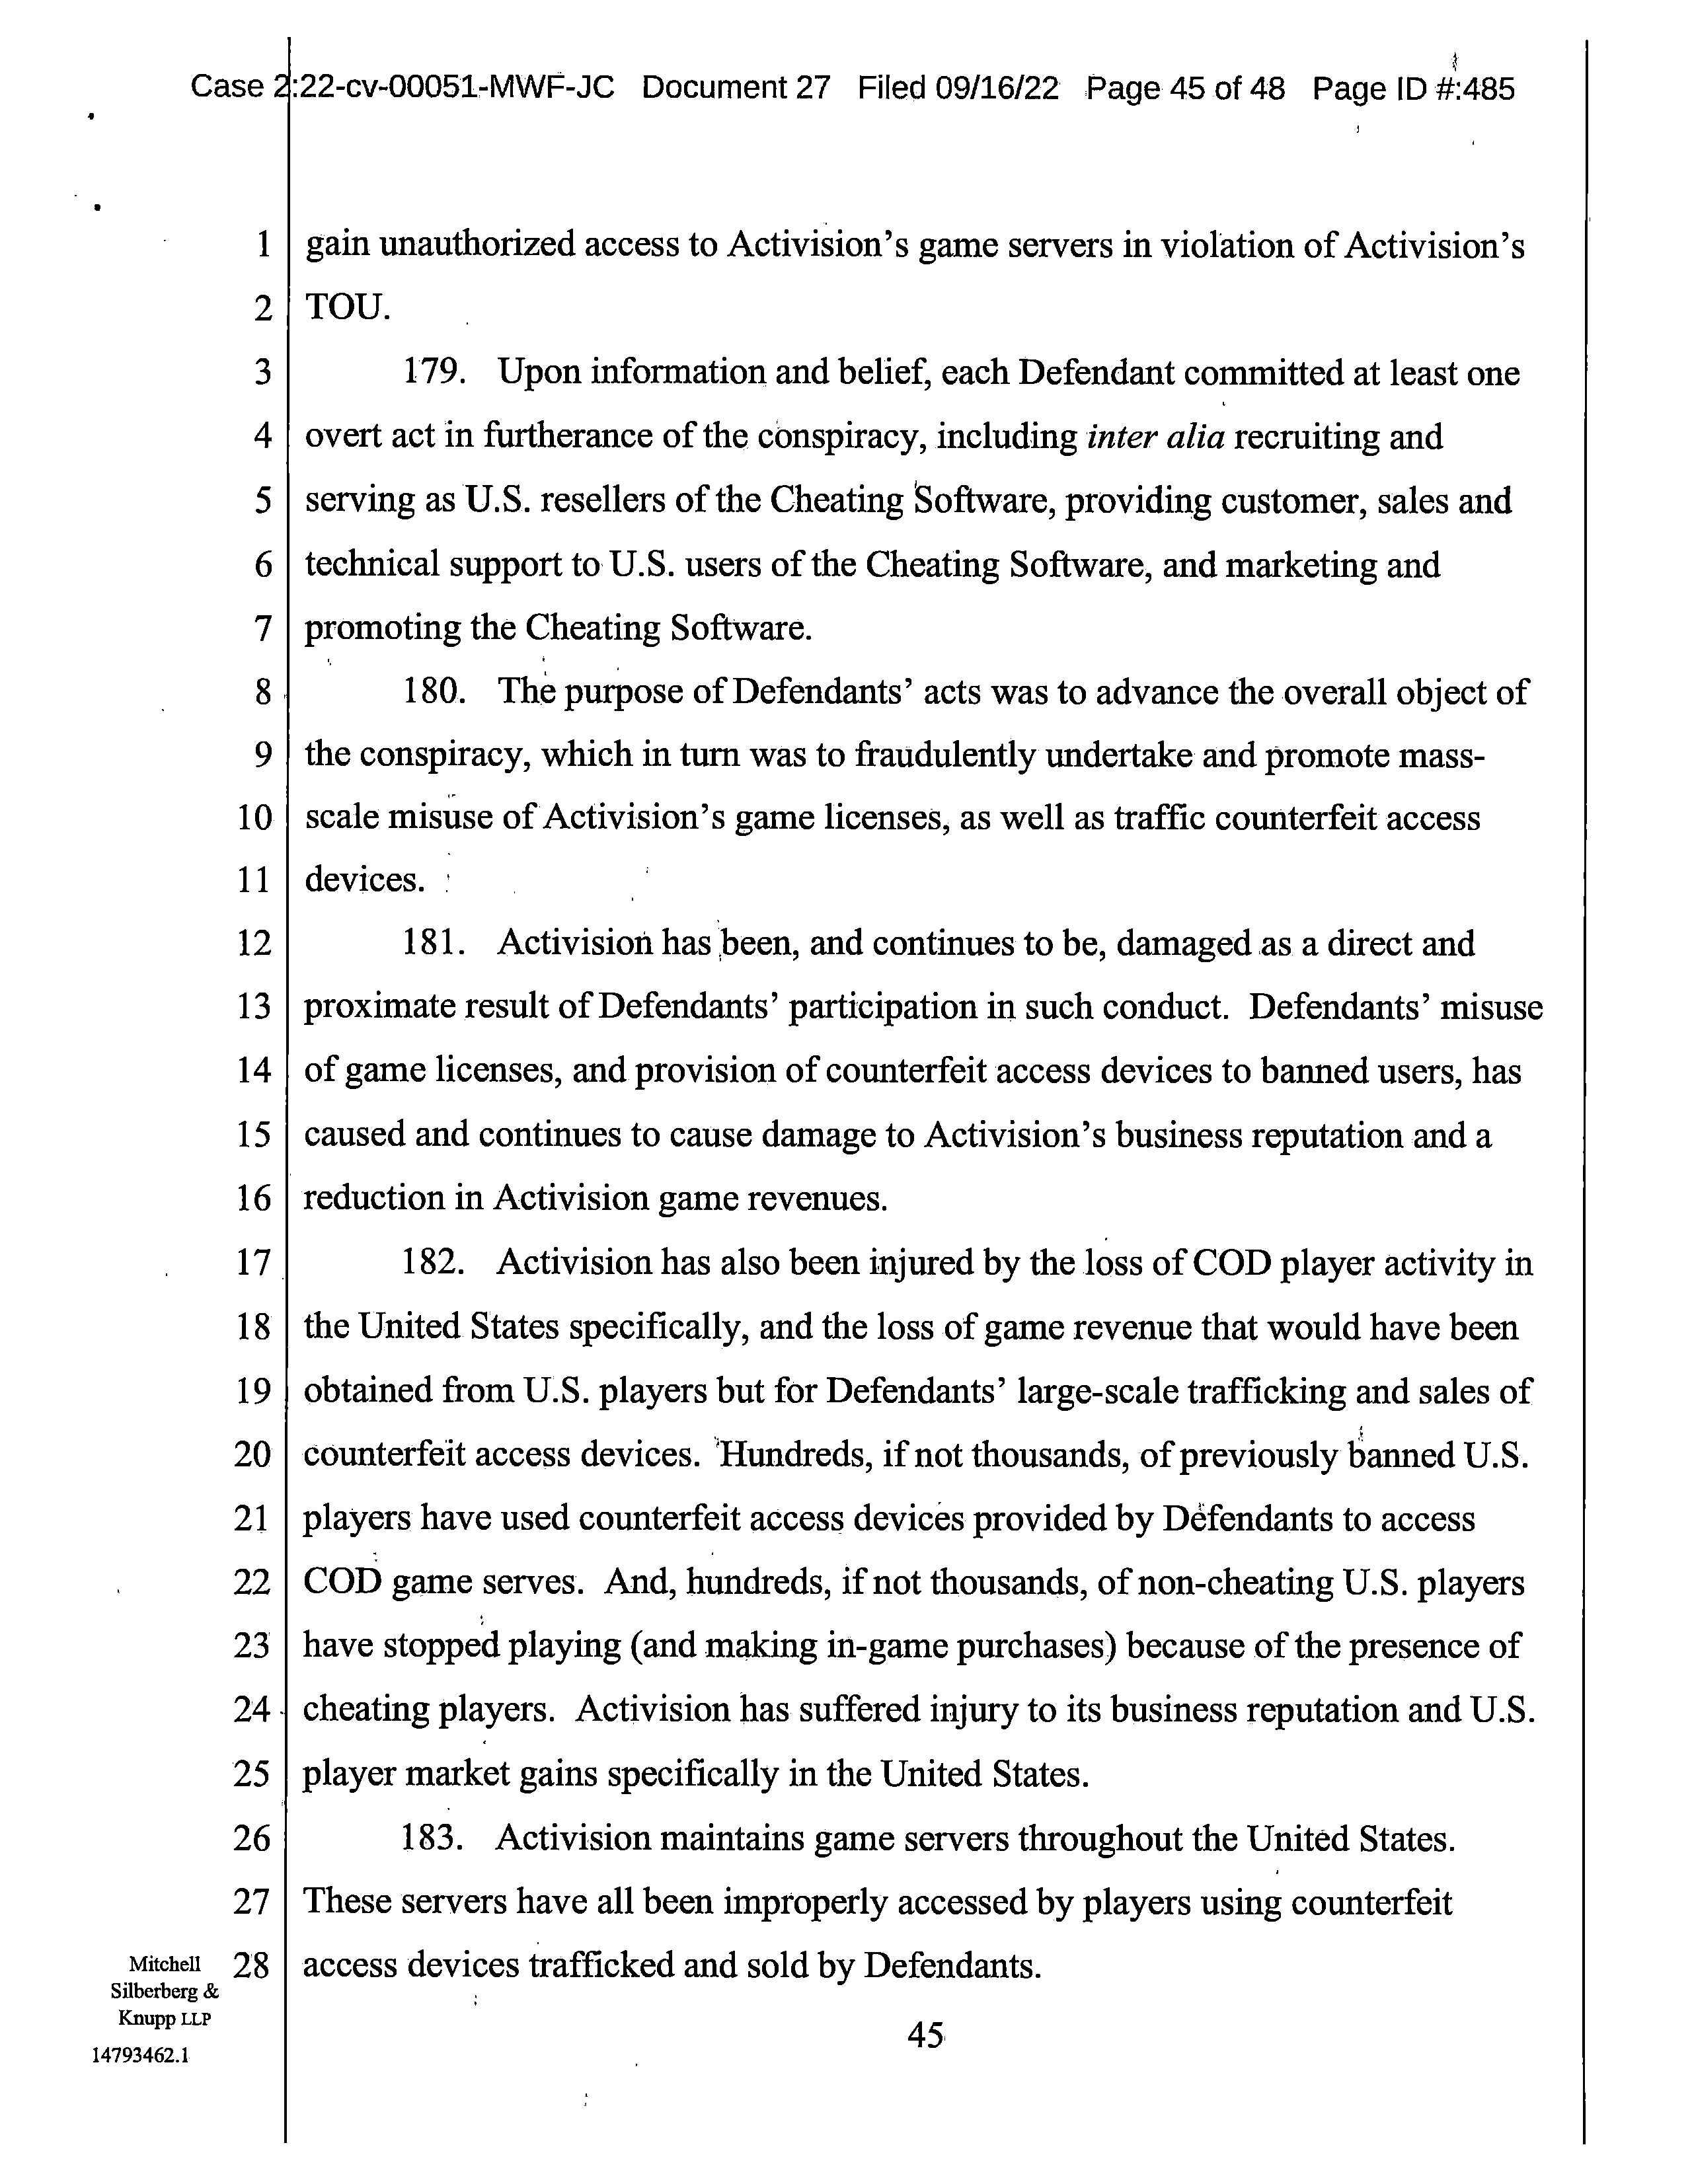 Case 2:22-cv-00051-MWF-JC Document 27 Filed 09/16/22 Page 45 of 48 Page ID #:485
1 gain unauthorized access to Activision's game servers in violation of Activision's
2 TOU.
3 179. Upon information and belief, each Defendant committed at least one
4 overt act in furtherance of the conspiracy, including inter alia recruiting and
5 serving as U.S. resellers of the Cheating Software, providing customer, sales and
6 technical support to U.S. users of the Cheating Software, and marketing and
7 promoting the Cheating Software.
8 180. The purpose of Defendants' acts was to advance the overall object of
9 the conspiracy, which in turn was to fraudulently undertake and promote mass-
10 scale misuse of Activision's game licenses, as well as traffic counterfeit access
11 devices.
12 181. Activision has been, and continues to be, damaged as a direct and
13 proximate result of Defendants' participation in such conduct. Defendants' misuse
14 of game licenses, and provision of counterfeit access devices to banned users, has
15 caused and continues to cause damage to Activision's business reputation and a
16 reduction in Activision game revenues.
17 182. Activision has also been injured by the loss of COD player activity in
18 the United States specifically, and the loss of game revenue that would have been
19 obtained from U.S. players but for Defendants' large-scale trafficking and sales of
20 counterfeit access devices. Hundreds, if not thousands, of previously banned U.S.
21 players have used counterfeit access devices provided by Defendants to access
22 COD game serves. And, hundreds, if not thousands, of non-cheating U.S. players
23 have stopped playing (and making in-game purchases) because of the presence of
24 cheating players. Activision has suffered injury to its business reputation and U.S.
25 player market gains specifically in the United States.
26 183. Activision maintains game servers throughout the United States.
27 These servers have all been improperly accessed by players using counterfeit
28 access devices trafficked and sold by Defendants.
Mitchell
Silberberg &
Knupp LLP
14793462.1
45